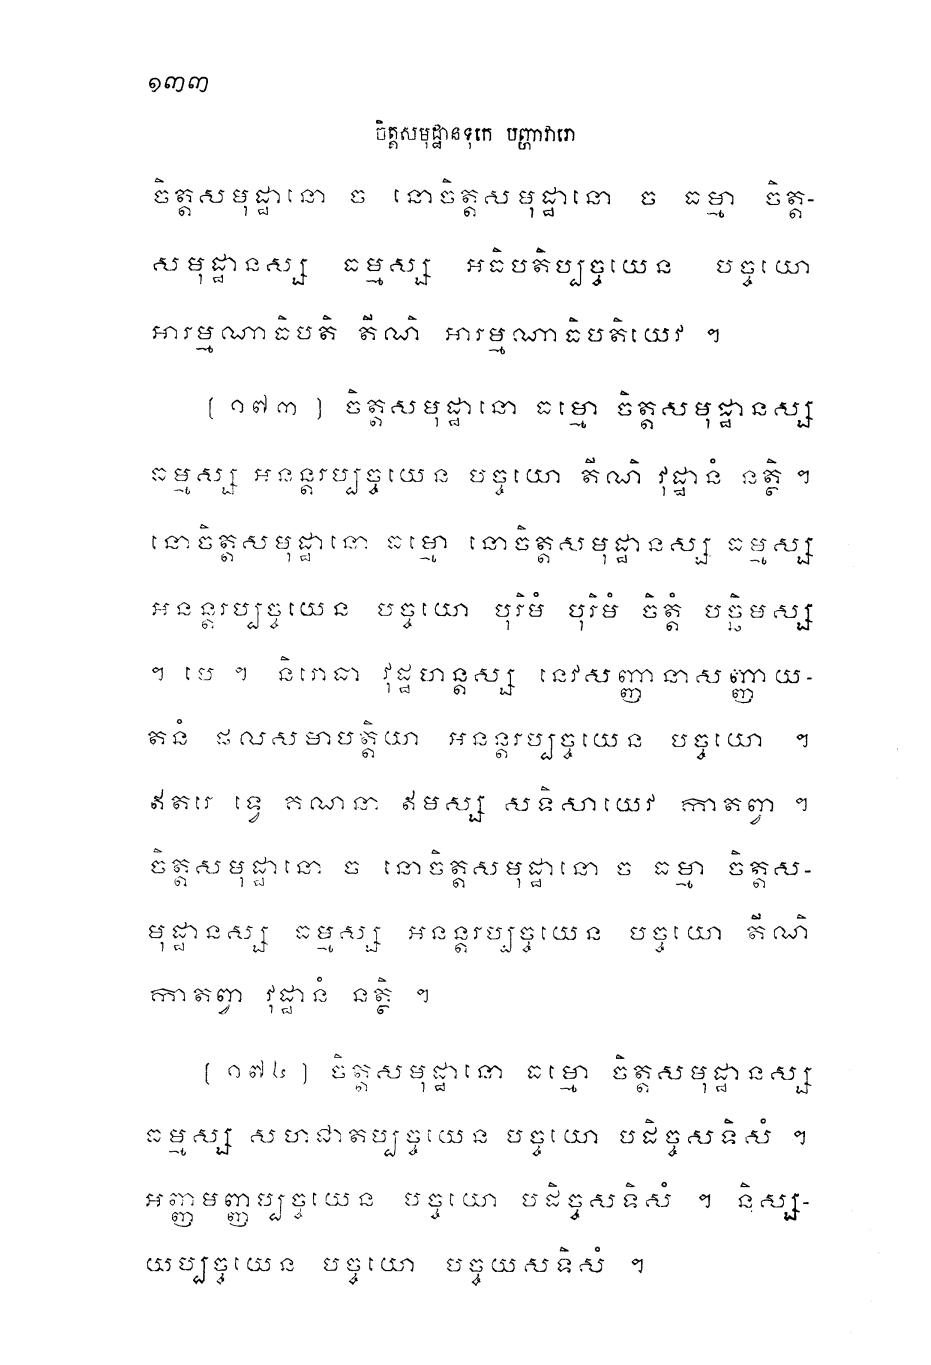 ១៣៣
ចិត្តសមុដ្ឋានទុកេ បញ្ហាវារោ
ចិត្តសមុដ្ឋានោ ច នោចិត្តសមុដ្ឋានោ ច ធម្មា ចិត្ត-
សមុដ្ឋានស្ស ធម្មស្ស អធិបតិប្បច្ចយេន បច្ចយោ
អារម្មណាធិបតិ តីណិ អារម្មណាធិបតិយេវ ។
[ ១៧៣ ] ចិត្តសមុដ្ឋានោ ធម្មោ ចិត្តសមុដ្ឋានស្ស
ធម្មស្ស អនន្តរប្បច្ចយេន បច្ចយោ តីណិ វុដ្ឋានំ នត្ថិ ។
នោចិត្តសមុដ្ឋានោ ធម្មោ នោចិត្តសមុដ្ឋានស្ស ធម្មស្ស
អនន្តរប្បច្ចយេន បច្ចយោ បុរិមំ បុរិមំ ចិត្តំ បច្ឆិមស្ស
។ បេ ។ និរោធា វុដ្ឋហន្តស្ស នេវសញ្ញានាសញ្ញាយ-
តនំ ផលសមាបត្តិយា អនន្តរប្បច្ចយេន បច្ចយោ ។
ឥតរេ ទ្វេ គណនា ឥមស្ស សទិសាយេវ កាតព្វា ។
ចិត្តសមុដ្ឋានោ ច នោចិត្តសមុដ្ឋានោ ច ធម្មា ចិត្តស-
មុដ្ឋានស្ស ធម្មស្ស អនន្តរប្បច្ចយេន បច្ចយោ តីណិ
កាតព្វា វុដ្ឋានំ នត្ថិ ។
[ ១៧៤ ] ចិត្តសមុដ្ឋានោ ធម្មោ ចិត្តសមុដ្ឋានស្ស
ធម្មស្ស សហជាតប្បច្ចយេន បច្ចយោ បដិច្ចសទិសំ ។
អញ្ញមញ្ញប្បច្ចយេន បច្ចយោ បដិច្ចសទិសំ ។ និស្ស-
យប្បច្ចយេន បច្ចយោ បច្ចយសទិសំ ។